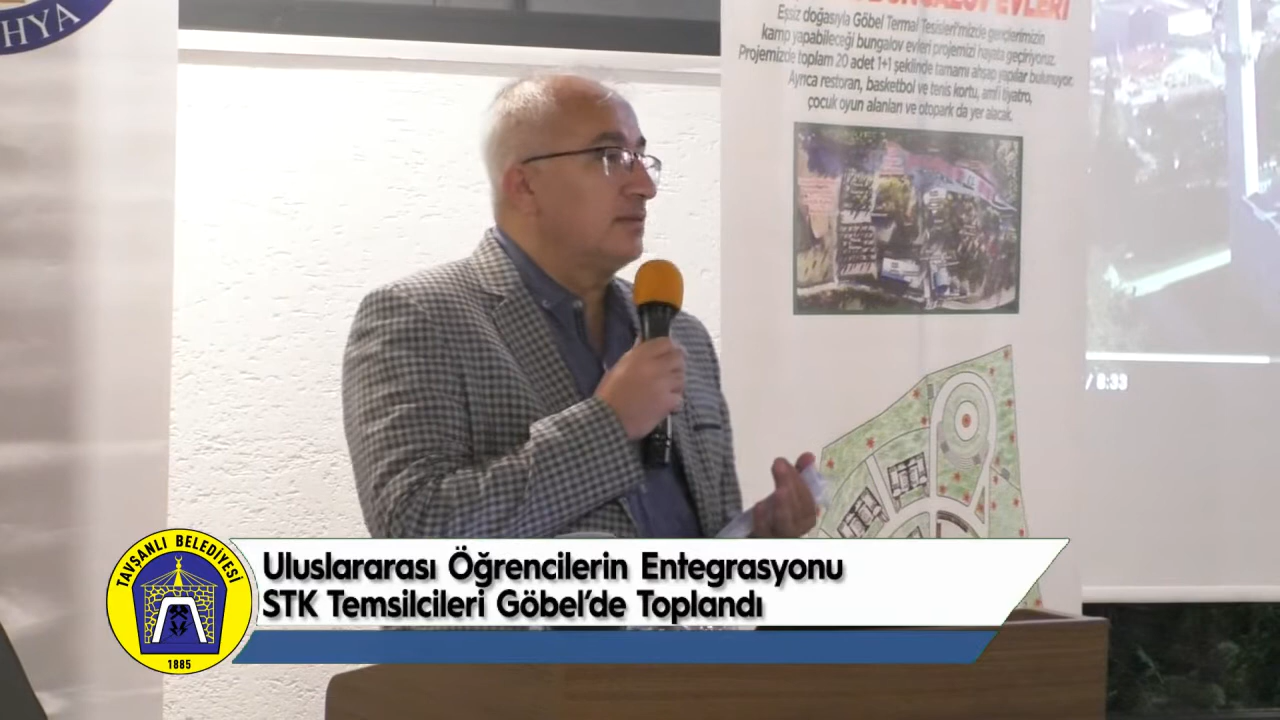 HYA
BUNGALOV EVLERİ
Eşsiz doğasıyla Göbel Termal Tesisleri'mizde gençlerimizin
kamp yapabileceği bungalov evleri projemizi hayata geçiriyoruz.
Projemizde toplam 20 adet 1+1 şeklinde tamamı ahşap yapılar bulunuyor.
Ayrıca restoran, basketbol ve tenis kortu, amfi tiyatro,
çocuk oyun alanları ve otopark da yer alacak.
/ 8:33
TAVŞANLI BELEDİYESİ
1885
Uluslararası Öğrencilerin Entegrasyonu
STK Temsilcileri Göbel'de Toplandı